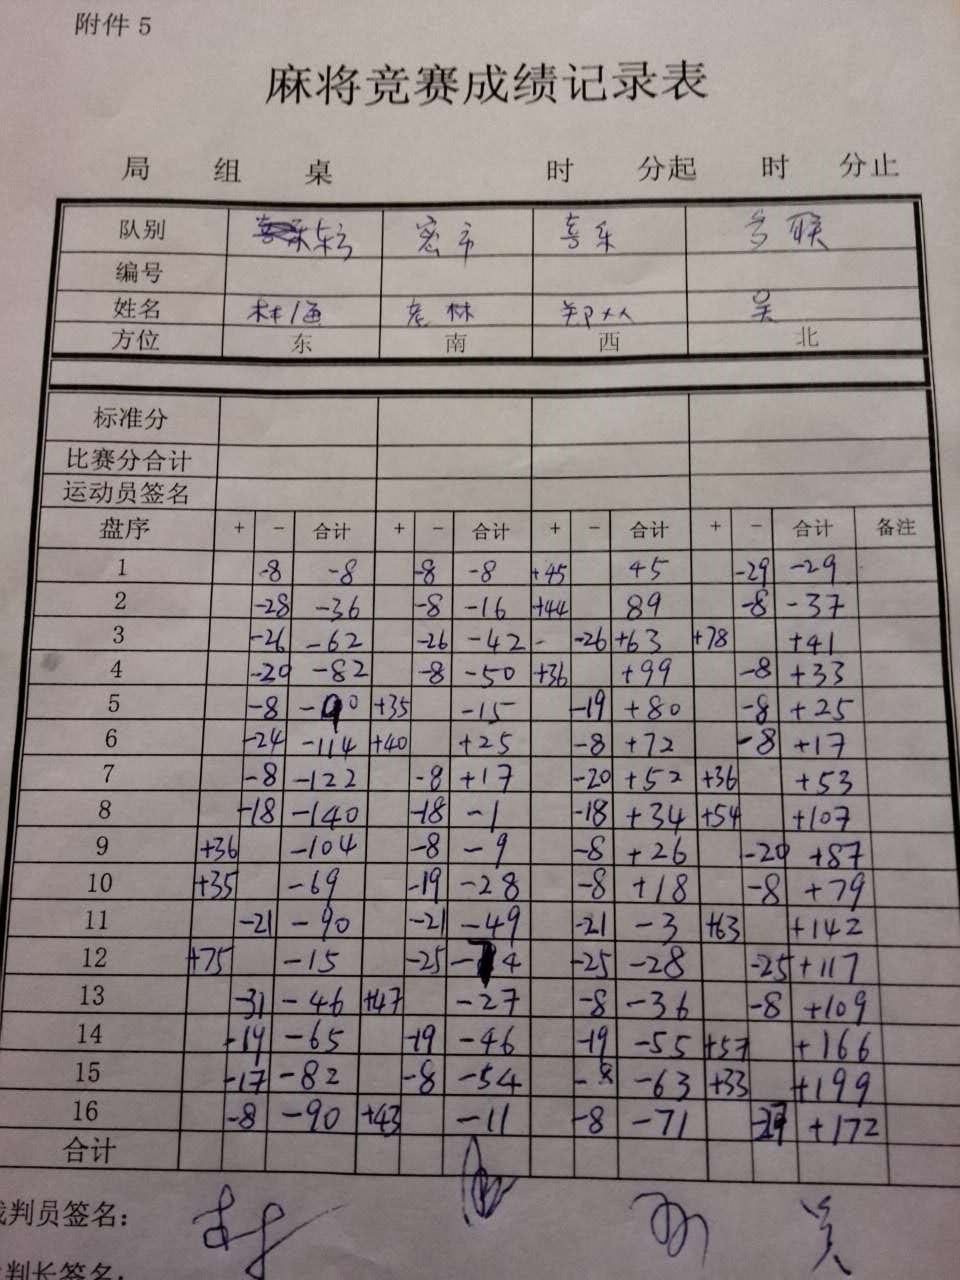 附件 5
麻将竞赛成绩记录表
局 组 桌 时 分起 时 分止
队别 密市 喜乐
编号
姓名 林 吴
方位 东 南 西 北
标准分
比赛分合计
运动员签名
盘序 + − 合计 + − 合计 + − 合计 + − 合计 备注
1 -8 -8 -8 -8 +45 45 -29 -29
2 -28 -36 -8 -16 +44 89 -8 -37
3 -26 -62 -26 -42 - -26 +63 +78 +41
4 -20 -82 -8 -50 +36 +99 -8 +33
5 -8 -90 +35 -15 -19 +80 -8 +25
6 -24 -114 +40 +25 -8 +72 -8 +17
7 -8 -122 -8 +17 -20 +52 +36 +53
8 -18 -140 -18 -1 -18 +34 +54 +107
9 +36 -104 -8 -9 -8 +26 -20 +87
10 +35 -69 -19 -28 -8 +18 -8 +79
11 -21 -90 -21 -49 -21 -3 +63 +142
12 +75 -15 -25 -74 -25 -28 -25 +117
13 -31 -46 +47 -27 -8 -36 -8 +109
14 -19 -65 -19 -46 -19 -55 +57 +166
15 -17 -82 -8 -54 -8 -63 +33 +199
16 -8 -90 +43 -11 -8 -71 -27 +172
合计
裁判员签名：
裁判长签名：